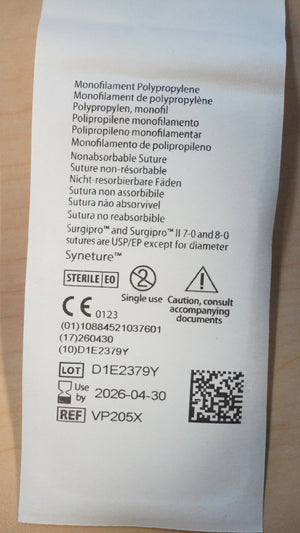 Monofilament Polypropylene
Monofilament de polypropylène
Polypropylen, monofil
Polipropilene monofilamento
Polipropileno monofilamentar
Monofilamento de polipropileno
Nonabsorbable Suture
Suture non-résorbable
Nicht-resorbierbare Fäden
Sutura non assorbibile
Sutura não absorvível
Sutura no reabsorbible
Surgipro™ and Surgipro™ II 7-0 and 8-0
sutures are USP/EP except for diameter
Syneture™
STERILE EO
2
Single use
Caution, consult
accompanying
documents
CE 0123
(01)10884521037601
(17)260430
(10)D1E2379Y
LOT D1E2379Y
Use
by 2026-04-30
REF VP205X